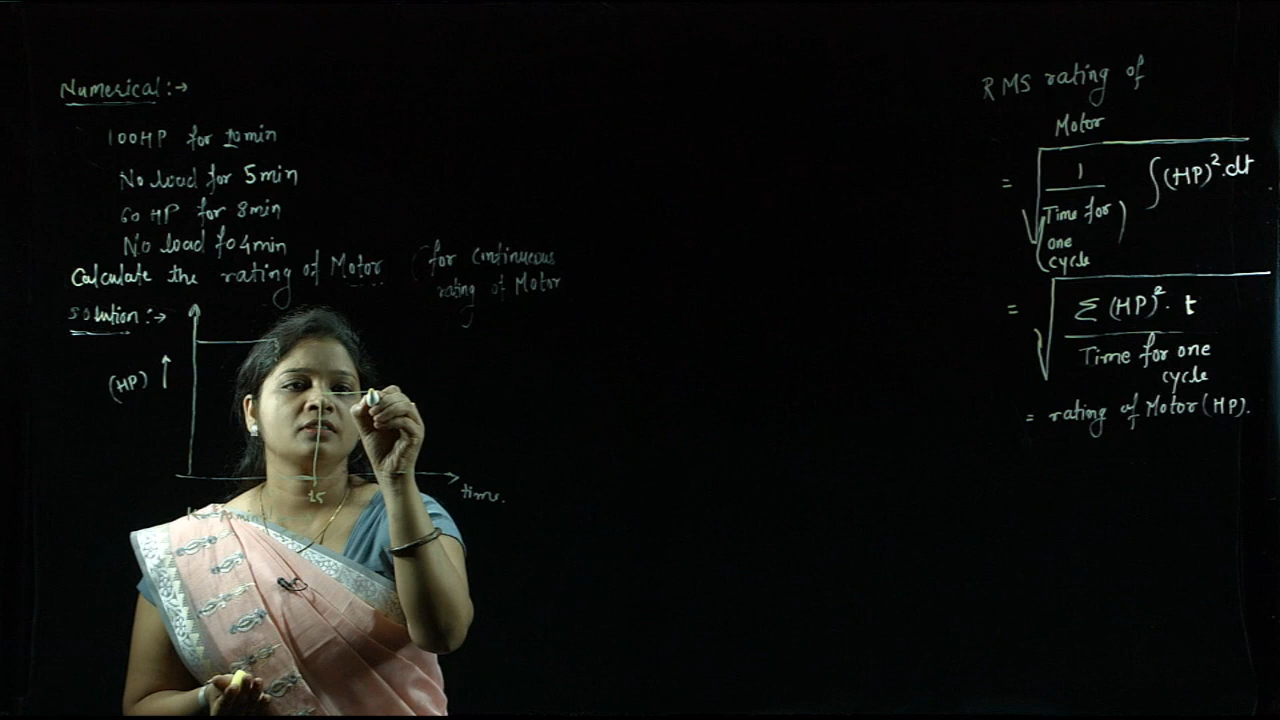 Numerical :→
100HP for 10min
No load for 5min
60 HP for 8min
No load fo 4min
Calculate the rating of Motor (for continuous
rating of Motor
Solution :→
(HP) ↑
15
time.
RMS rating of
Motor
= √ 1 / (Time for one cycle) ∫(HP)².dt
= √ Σ (HP)². t / Time for one cycle
= rating of Motor (HP).